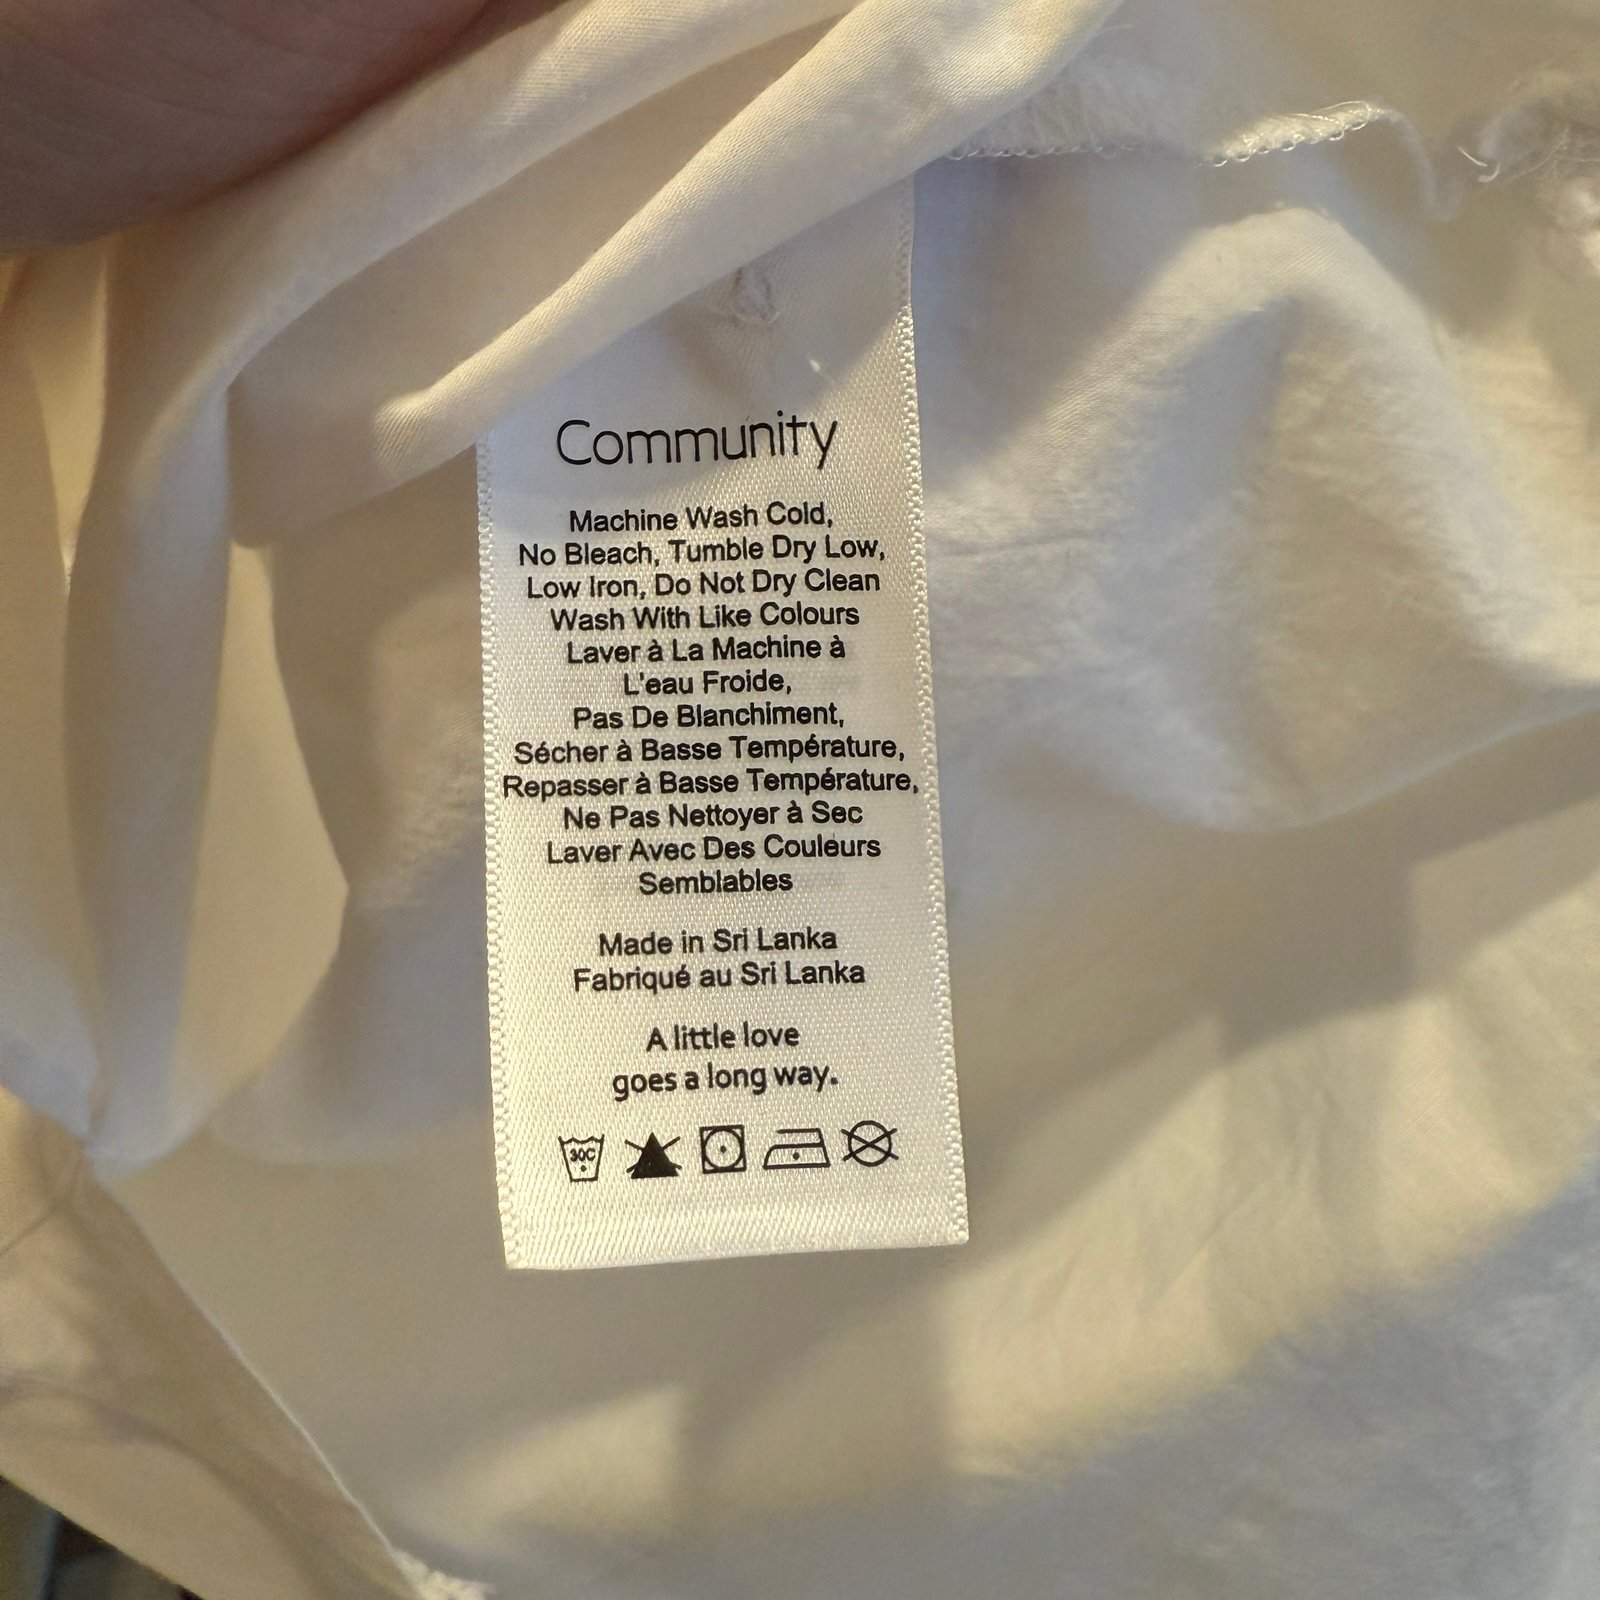 Community
Machine Wash Cold,
No Bleach, Tumble Dry Low,
Low Iron, Do Not Dry Clean
Wash With Like Colours
Laver à La Machine à
L'eau Froide,
Pas De Blanchiment,
Sécher à Basse Température,
Repasser à Basse Température,
Ne Pas Nettoyer à Sec
Laver Avec Des Couleurs
Semblables
Made in Sri Lanka
Fabriqué au Sri Lanka
A little love
goes a long way.
30C